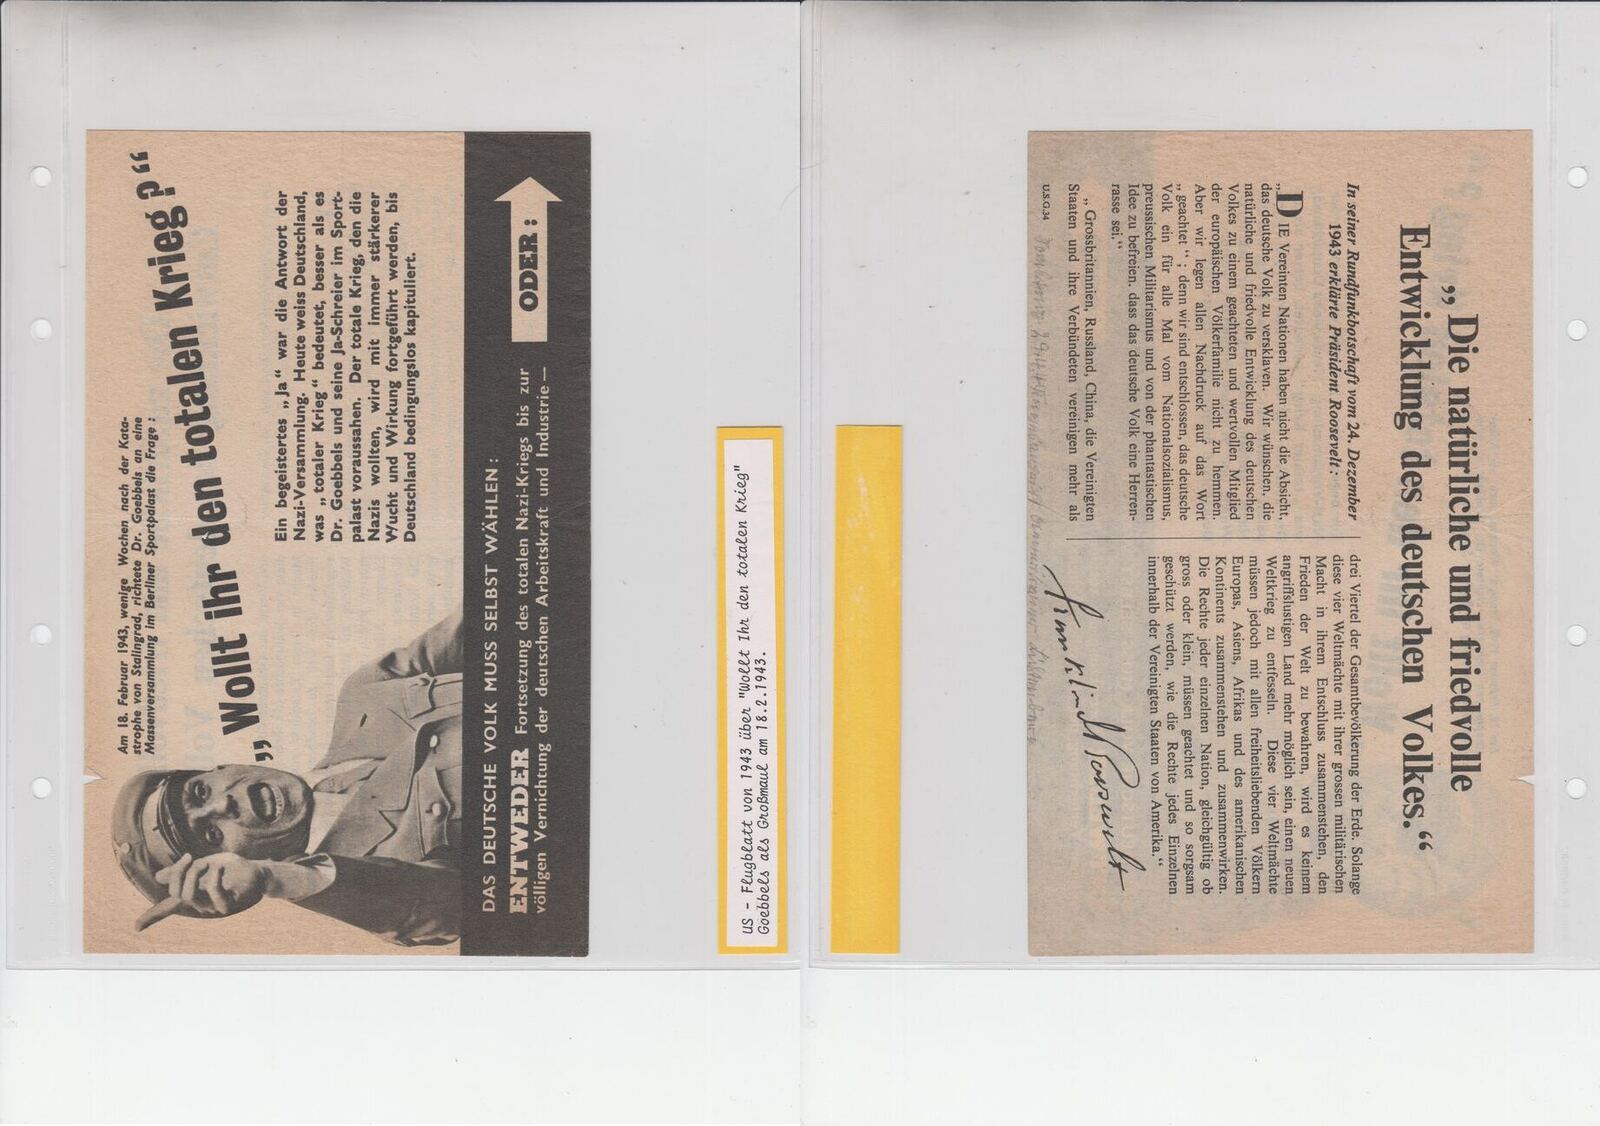 Am 18. Februar 1943, wenige Wochen nach der Kata-
strophe von Stalingrad, richtete Dr. Goebbels an eine
Massenversammlung im Berliner Sportpalast die Frage :
„Wollt ihr den totalen Krieg?“
Ein begeistertes „Ja“ war die Antwort der
Nazi-Versammlung. Heute weiss Deutschland,
was „totaler Krieg“ bedeutet, besser als es
Dr. Goebbels und seine Ja-Schreier im Sport-
palast voraussahen. Der totale Krieg, den die
Nazis wollten, wird mit immer stärkerer
Wucht und Wirkung fortgeführt werden, bis
Deutschland bedingungslos kapituliert.
DAS DEUTSCHE VOLK MUSS SELBST WÄHLEN :
ENTWEDER Fortsetzung des totalen Nazi-Kriegs bis zur
völligen Vernichtung der deutschen Arbeitskraft und Industrie—
ODER :
US - Flugblatt von 1943 über "Wollt Ihr den totalen Krieg"
Goebbels als Großmaul am 18.2.1943.
„Die natürliche und friedvolle
Entwicklung des deutschen Volkes.“
In seiner Rundfunkbotschaft vom 24. Dezember
1943 erklärte Präsident Roosevelt :
„DIE Vereinten Nationen haben nicht die Absicht,
das deutsche Volk zu versklaven. Wir wünschen, die
natürliche und friedvolle Entwicklung des deutschen
Volkes zu einem geachteten und wertvollen Mitglied
der europäischen Völkerfamilie nicht zu hemmen.
Aber wir legen allen Nachdruck auf das Wort
„geachtet“ ; denn wir sind entschlossen, das deutsche
Volk ein für alle Mal vom Nationalsozialismus,
preussischen Militarismus und von der phantastischen
Idee zu befreien, dass das deutsche Volk eine Herren-
rasse sei.“
„Grossbritannien, Russland, China, die Vereinigten
Staaten und ihre Verbündeten vereinigen mehr als
U.S.G.34
drei Viertel der Gesamtbevölkerung der Erde. Solange
diese vier Weltmächte mit ihrer grossen militärischen
Macht in ihrem Entschluss zusammenstehen, den
Frieden der Welt zu bewahren, wird es keinem
angriffslustigen Land mehr möglich sein, einen neuen
Weltkrieg zu entfesseln. Diese vier Weltmächte
müssen jedoch mit allen freiheitsliebenden Völkern
Europas, Asiens, Afrikas und des amerikanischen
Kontinents zusammenstehen und zusammenwirken.
Die Rechte jeder einzelnen Nation, gleichgültig ob
gross oder klein, müssen geachtet und so sorgsam
geschützt werden, wie die Rechte jedes Einzelnen
innerhalb der Vereinigten Staaten von Amerika.“
Franklin D Roosevelt